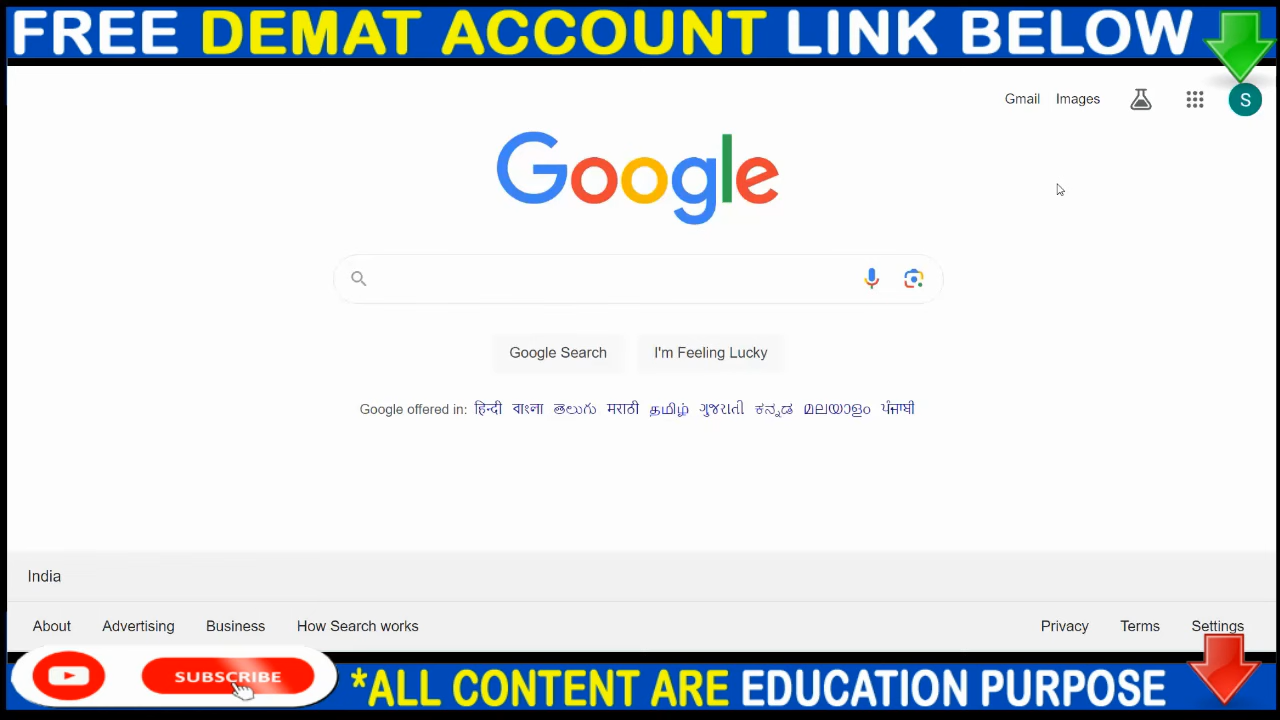 FREE DEMAT ACCOUNT LINK BELOW
Gmail Images
S
Google
Google Search I'm Feeling Lucky
Google offered in: हिन्दी বাংলা తెలుగు मराठी தமிழ் ગુજરાતી ಕನ್ನಡ മലയാളം ਪੰਜਾਬੀ
India
About Advertising Business How Search works Privacy Terms Settings
SUBSCRIBE *ALL CONTENT ARE EDUCATION PURPOSE